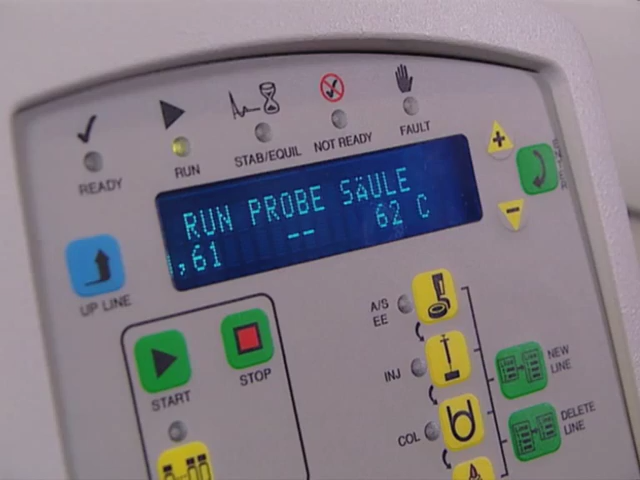 READY
RUN
STAB/EQUIL
NOT READY
FAULT
RUN PROBE SÄULE
,61 -- 62 C
+
-
UP LINE
START
STOP
A/S
EE
INJ
COL
NEW
LINE
DELETE
LINE